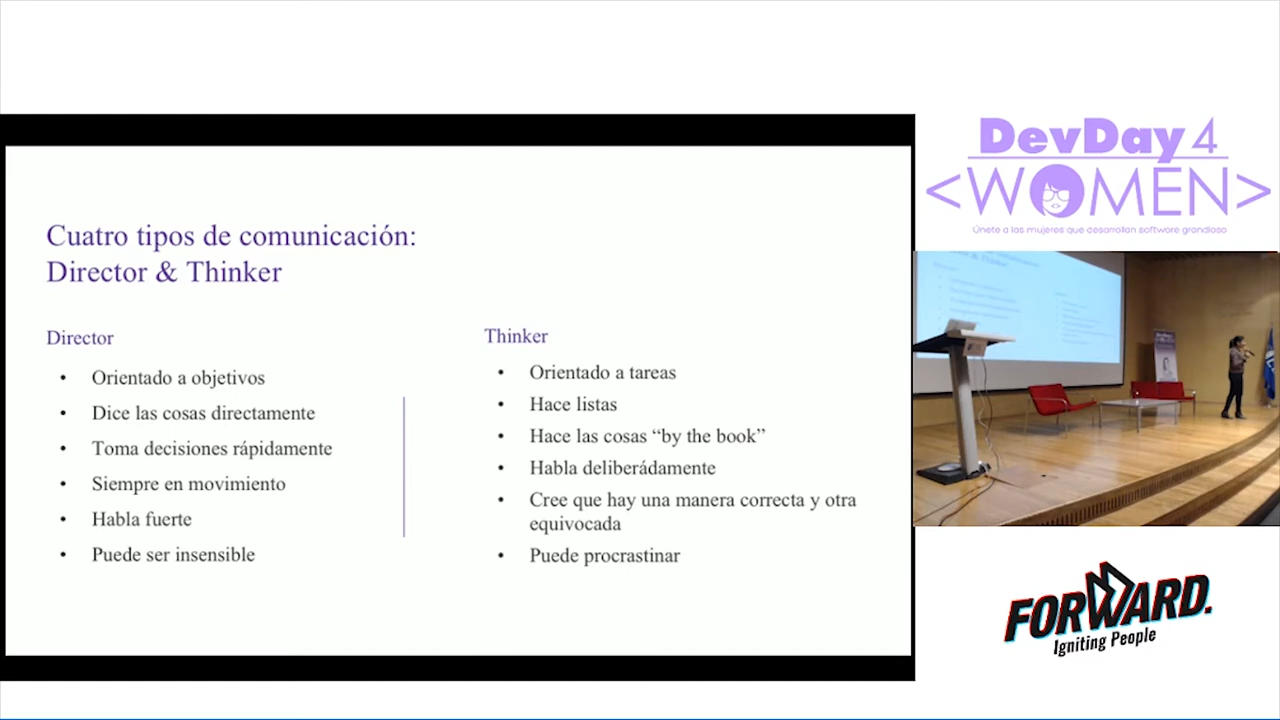 Cuatro tipos de comunicación:
Director & Thinker
Director
• Orientado a objetivos
• Dice las cosas directamente
• Toma decisiones rápidamente
• Siempre en movimiento
• Habla fuerte
• Puede ser insensible
Thinker
• Orientado a tareas
• Hace listas
• Hace las cosas “by the book”
• Habla deliberádamente
• Cree que hay una manera correcta y otra
equivocada
• Puede procrastinar
DevDay4
<WOMEN>
Únete a las mujeres que desarrollan software grandioso
FORWARD.
Igniting People